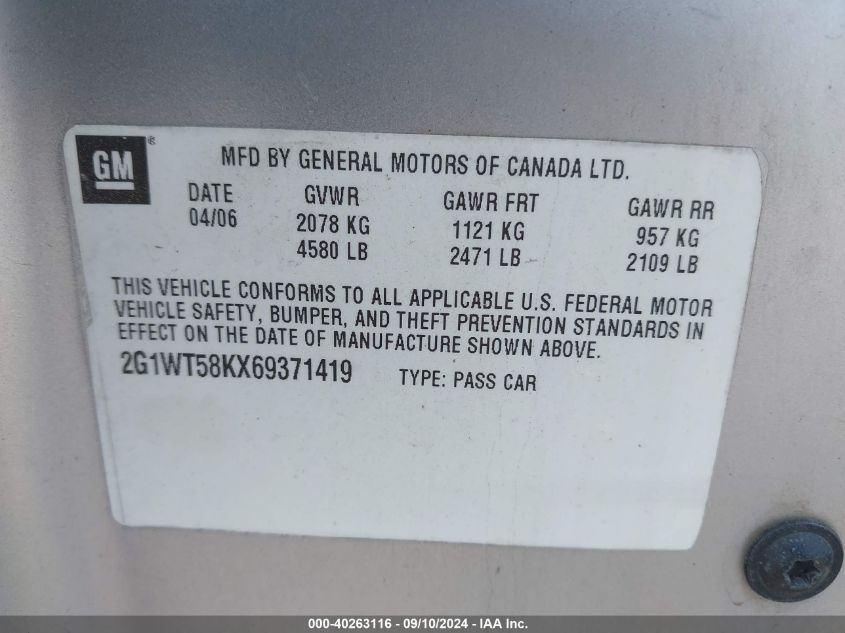 GM®
MFD BY GENERAL MOTORS OF CANADA LTD.
DATE GVWR GAWR FRT GAWR RR
04/06 2078 KG 1121 KG 957 KG
4580 LB 2471 LB 2109 LB
THIS VEHICLE CONFORMS TO ALL APPLICABLE U.S. FEDERAL MOTOR
VEHICLE SAFETY, BUMPER, AND THEFT PREVENTION STANDARDS IN
EFFECT ON THE DATE OF MANUFACTURE SHOWN ABOVE.
2G1WT58KX69371419 TYPE: PASS CAR
000-40263116 - 09/10/2024 - IAA Inc.